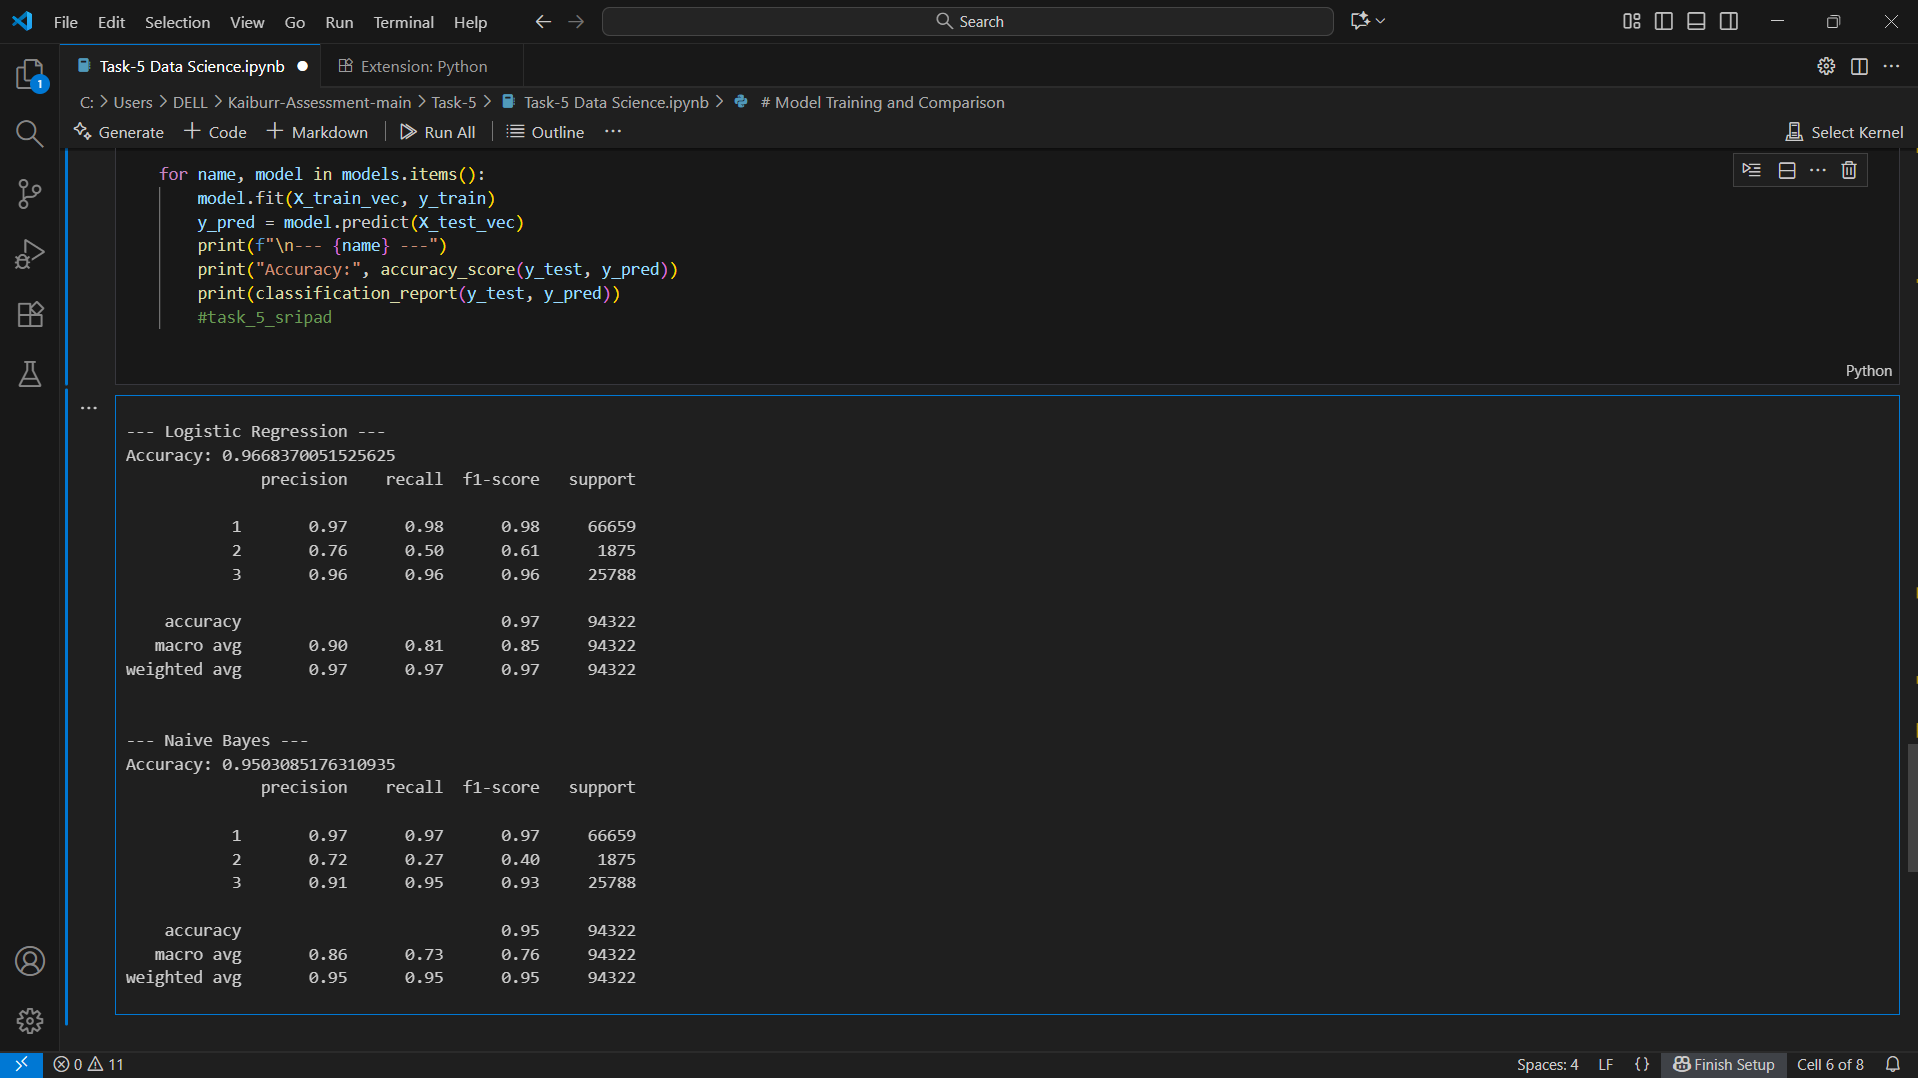 File Edit Selection View Go Run Terminal Help Search
Task-5 Data Science.ipynb Extension: Python
1
C: > Users > DELL > Kaiburr-Assessment-main > Task-5 > Task-5 Data Science.ipynb > # Model Training and Comparison
Generate + Code + Markdown Run All Outline ... Select Kernel
for name, model in models.items():
model.fit(X_train_vec, y_train)
y_pred = model.predict(X_test_vec)
print(f"\n--- {name} ---")
print("Accuracy:", accuracy_score(y_test, y_pred))
print(classification_report(y_test, y_pred))
#task_5_sripad
Python
...
--- Logistic Regression ---
Accuracy: 0.9668370051525625
precision recall f1-score support
1 0.97 0.98 0.98 66659
2 0.76 0.50 0.61 1875
3 0.96 0.96 0.96 25788
accuracy 0.97 94322
macro avg 0.90 0.81 0.85 94322
weighted avg 0.97 0.97 0.97 94322
--- Naive Bayes ---
Accuracy: 0.9503085176310935
precision recall f1-score support
1 0.97 0.97 0.97 66659
2 0.72 0.27 0.40 1875
3 0.91 0.95 0.93 25788
accuracy 0.95 94322
macro avg 0.86 0.73 0.76 94322
weighted avg 0.95 0.95 0.95 94322
0 11 Spaces: 4 LF {} Finish Setup Cell 6 of 8